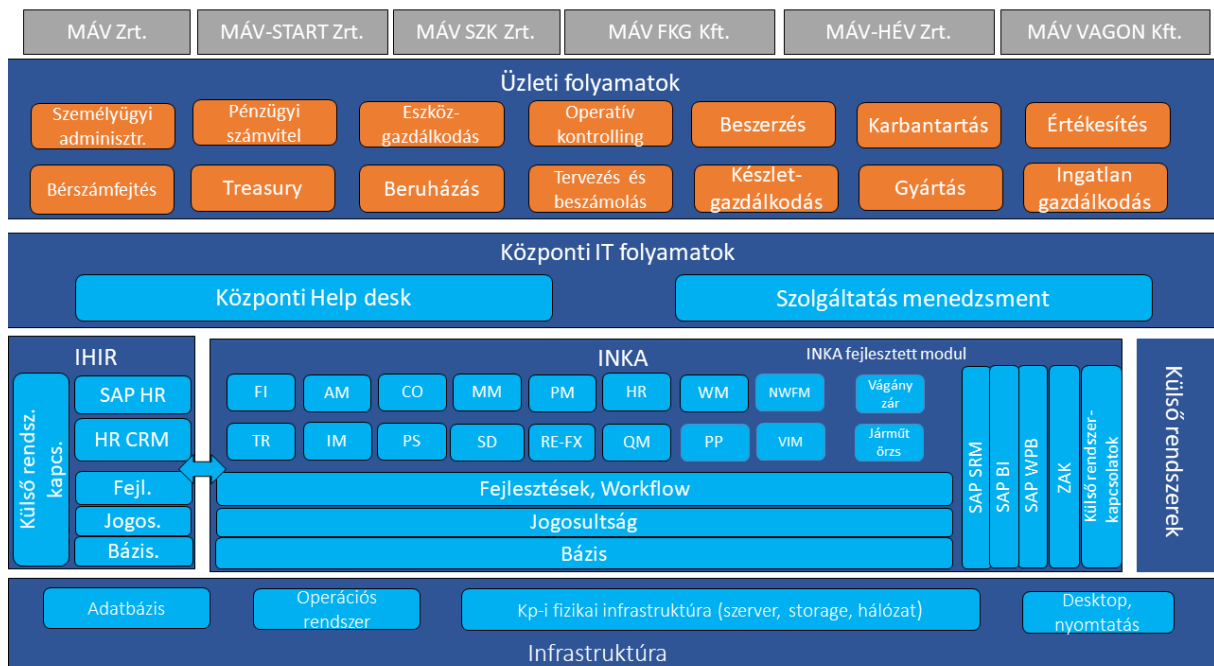 MÁV Zrt.
MÁV-START Zrt.
MÁV SZK Zrt.
MÁV FKG Kft.
MÁV-HÉV Zrt.
MÁV VAGON Kft.
Üzleti folyamatok
Személyügyi
adminisztr.
Pénzügyi
számvitel
Eszköz-
gazdálkodás
Operatív
kontrolling
Beszerzés
Karbantartás
Értékesítés
Bérszámfejtés
Treasury
Beruházás
Tervezés és
beszámolás
Készlet-
gazdálkodás
Gyártás
Ingatlan
gazdálkodás
Központi IT folyamatok
Központi Help desk
Szolgáltatás menedzsment
IHIR
Külső rendsz.
kapcs.
SAP HR
HR CRM
Fejl.
Jogos.
Bázis.
INKA
INKA fejlesztett modul
FI
AM
CO
MM
PM
HR
WM
NWFM
Vágány
zár
TR
IM
PS
SD
RE-FX
QM
PP
VIM
Járműt
örzs
Fejlesztések, Workflow
Jogosultság
Bázis
SAP SRM
SAP BI
SAP WPB
ZAK
Külső rendszer-
kapcsolatok
Külső rendszerek
Adatbázis
Operációs
rendszer
Kp-i fizikai infrastruktúra (szerver, storage, hálózat)
Desktop,
nyomtatás
Infrastruktúra